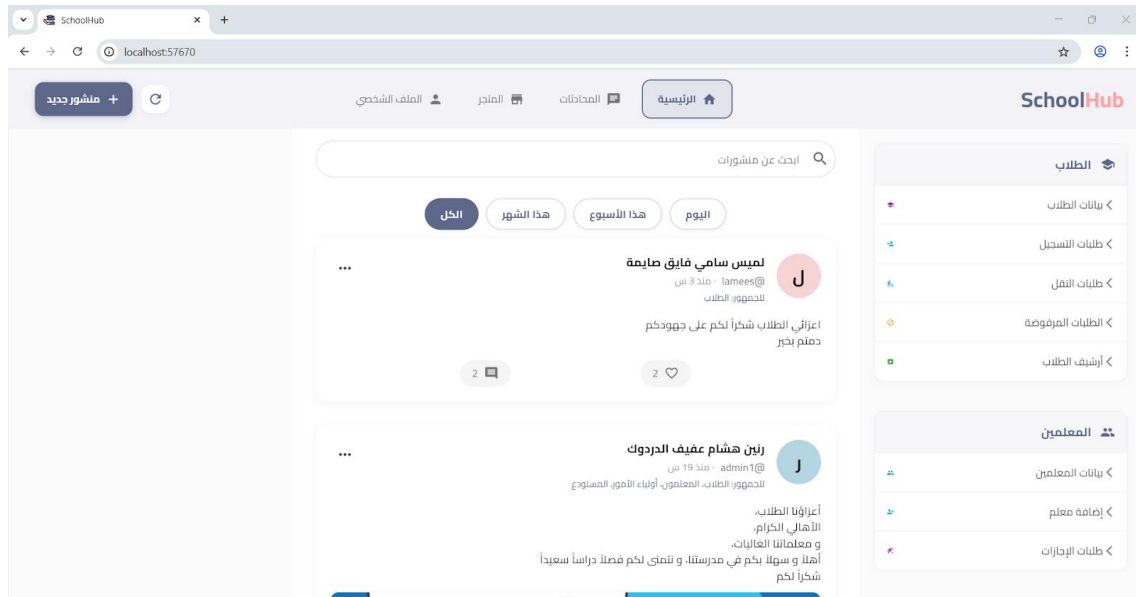 SchoolHub
localhost:57670
SchoolHub
الرئيسية
المحادثات
المتجر
الملف الشخصي
+ منشور جديد
الطلاب
بيانات الطلاب
طلبات التسجيل
طلبات النقل
الطلبات المرفوضة
أرشيف الطلاب
المعلمين
بيانات المعلمين
إضافة معلم
طلبات الإجازات
ابحث عن منشورات
اليوم
هذا الأسبوع
هذا الشهر
الكل
ل
لميس سامي فايق صايمة
@lamees · منذ 3 س
للجمهور: الطلاب
اعزائي الطلاب شكراً لكم على جهودكم
دمتم بخير
2
2
ر
رنين هشام عفيف الدردوك
@admin1 · منذ 19 س
للجمهور: الطلاب، المعلمون، أولياء الأمور، المستودع
أعزاؤنا الطلاب،
الأهالي الكرام،
و معلماتنا الغاليات،
أهلاً و سهلاً بكم في مدرستنا، و نتمنى لكم فصلاً دراساً سعيداً
شكراً لكم